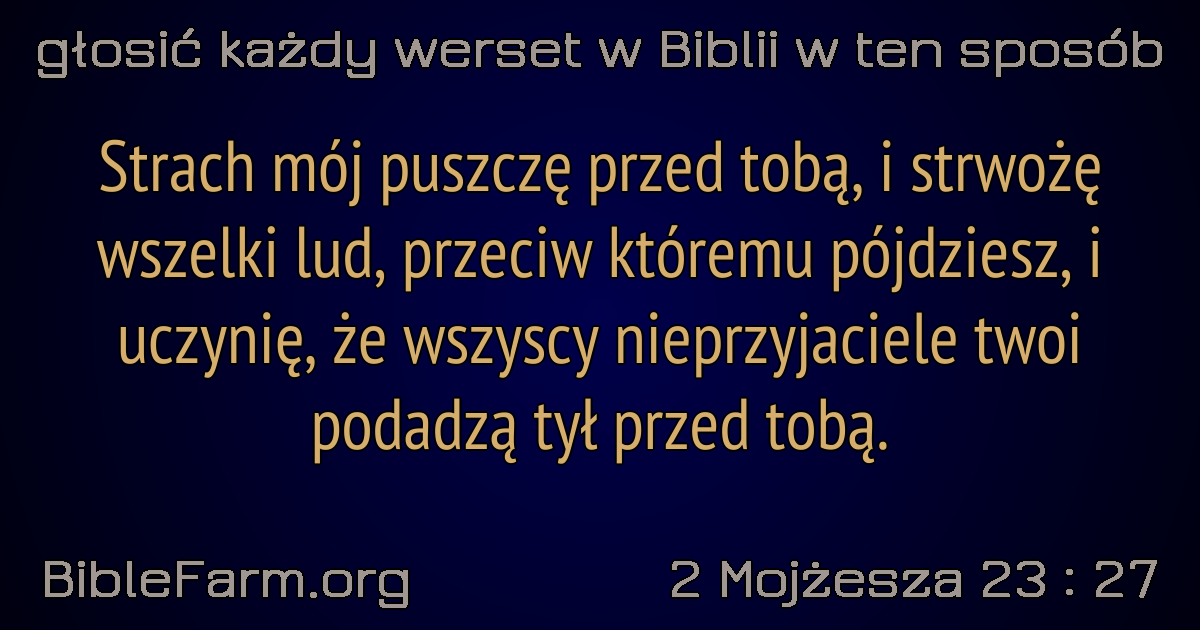 głosić każdy werset w Biblii w ten sposób
Strach mój puszczę przed tobą, i strwożę
wszelki lud, przeciw któremu pójdziesz, i
uczynię, że wszyscy nieprzyjaciele twoi
podadzą tył przed tobą.
BibleFarm.org
2 Mojżesza 23 : 27